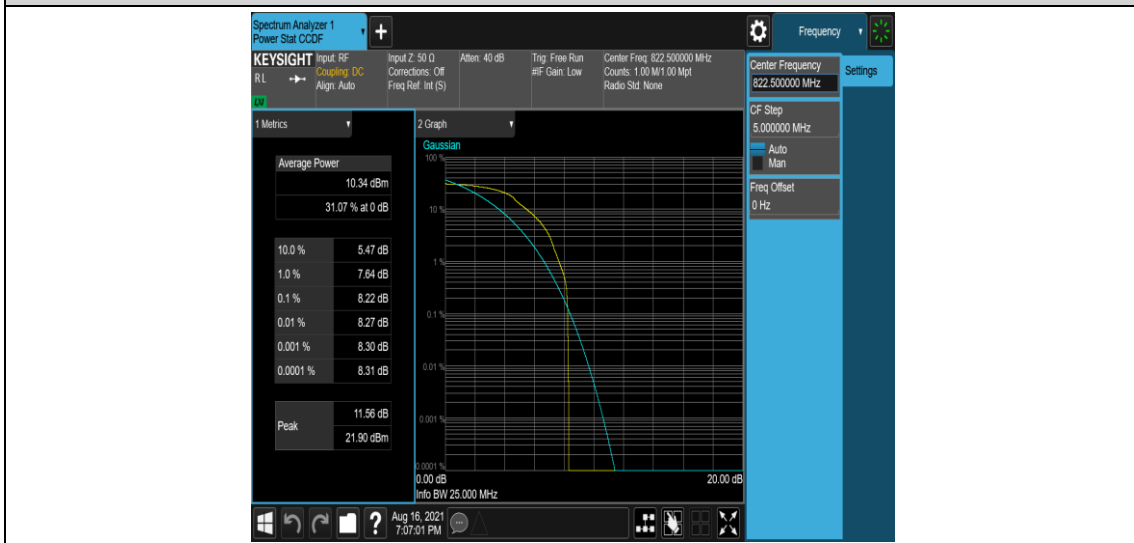 Spectrum Analyzer 1
Power Stat CCDF
Frequency
KEYSIGHT
RL
LXI
Input: RF
Coupling: DC
Align: Auto
Input Z: 50 Ω
Corrections: Off
Freq Ref: Int (S)
Atten: 40 dB
Trig: Free Run
#IF Gain: Low
Center Freq: 822.500000 MHz
Counts: 1.00 M/1.00 Mpt
Radio Std: None
Center Frequency
822.500000 MHz
Settings
CF Step
5.000000 MHz
Auto
Man
Freq Offset
0 Hz
1 Metrics
Average Power
10.34 dBm
31.07 % at 0 dB
10.0 % 5.47 dB
1.0 % 7.64 dB
0.1 % 8.22 dB
0.01 % 8.27 dB
0.001 % 8.30 dB
0.0001 % 8.31 dB
Peak
11.56 dB
21.90 dBm
2 Graph
Gaussian
100 %
10 %
1 %
0.1 %
0.01 %
0.001 %
0.0001 %
0.00 dB 20.00 dB
Info BW 25.000 MHz
?
Aug 16, 2021
7:07:01 PM